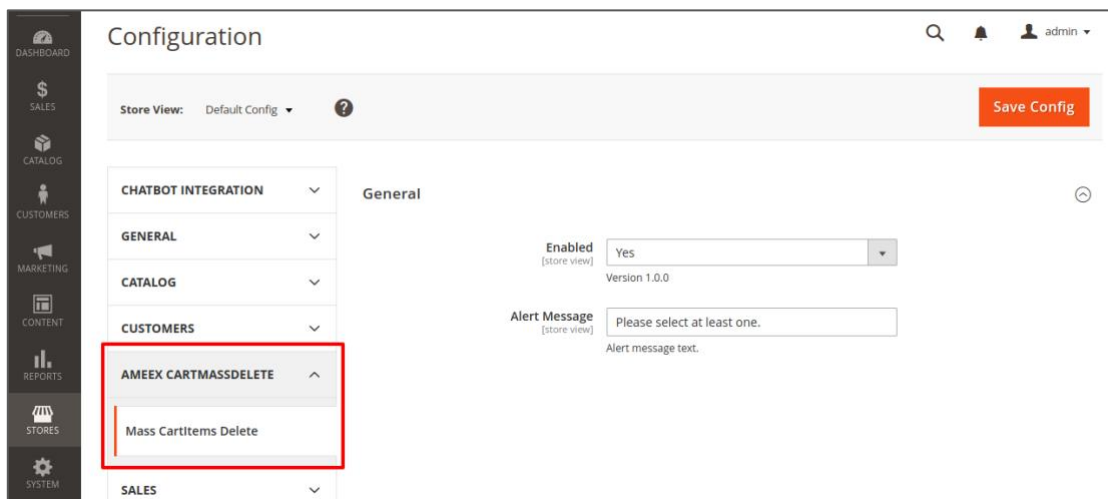 Configuration
admin
DASHBOARD
SALES
CATALOG
CUSTOMERS
MARKETING
CONTENT
REPORTS
STORES
SYSTEM
Store View: Default Config
?
Save Config
CHATBOT INTEGRATION
GENERAL
CATALOG
CUSTOMERS
AMEEX CARTMASSDELETE
Mass CartItems Delete
SALES
General
Enabled
[store view]
Yes
Version 1.0.0
Alert Message
[store view]
Please select at least one.
Alert message text.